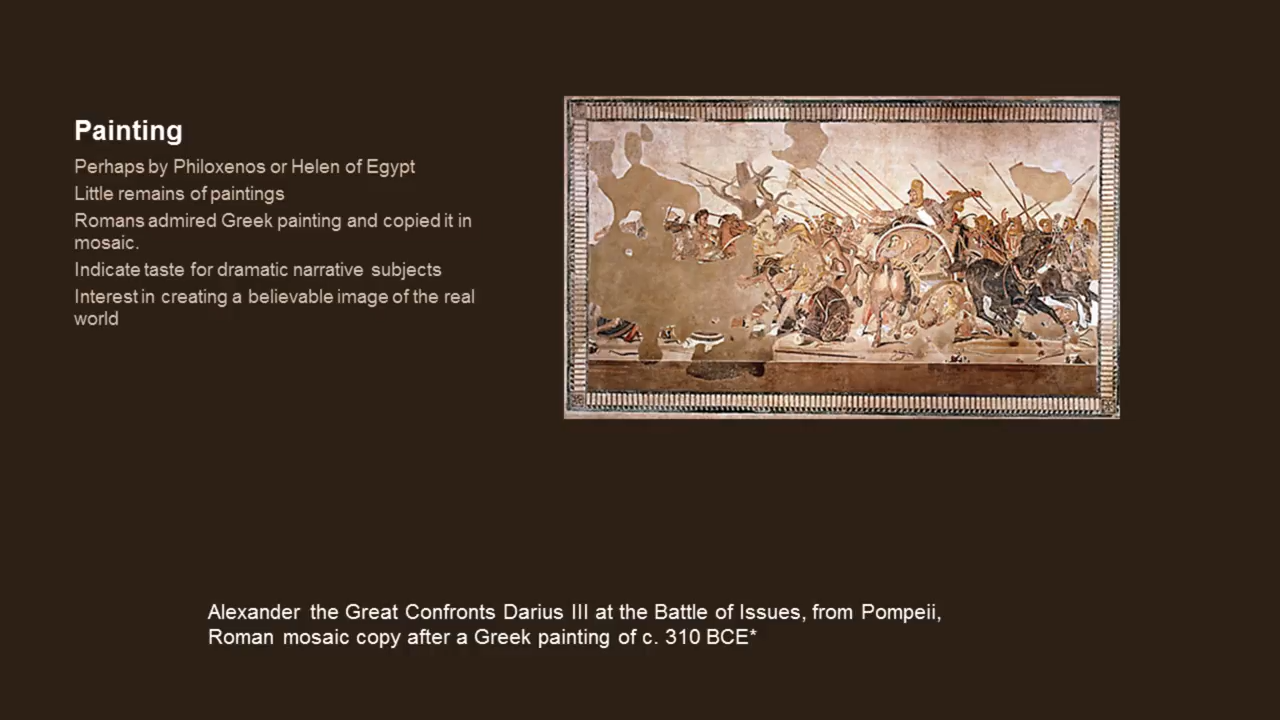 Painting
Perhaps by Philoxenos or Helen of Egypt
Little remains of paintings
Romans admired Greek painting and copied it in
mosaic.
Indicate taste for dramatic narrative subjects
Interest in creating a believable image of the real
world
Alexander the Great Confronts Darius III at the Battle of Issues, from Pompeii,
Roman mosaic copy after a Greek painting of c. 310 BCE*